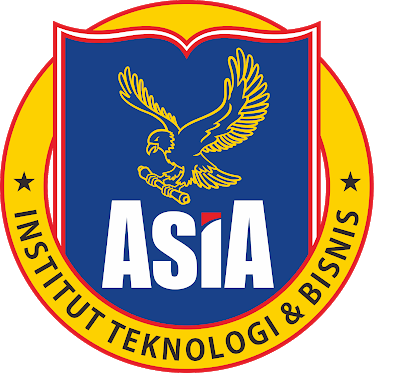 ASiA
INSTITUT TEKNOLOGI & BISNIS